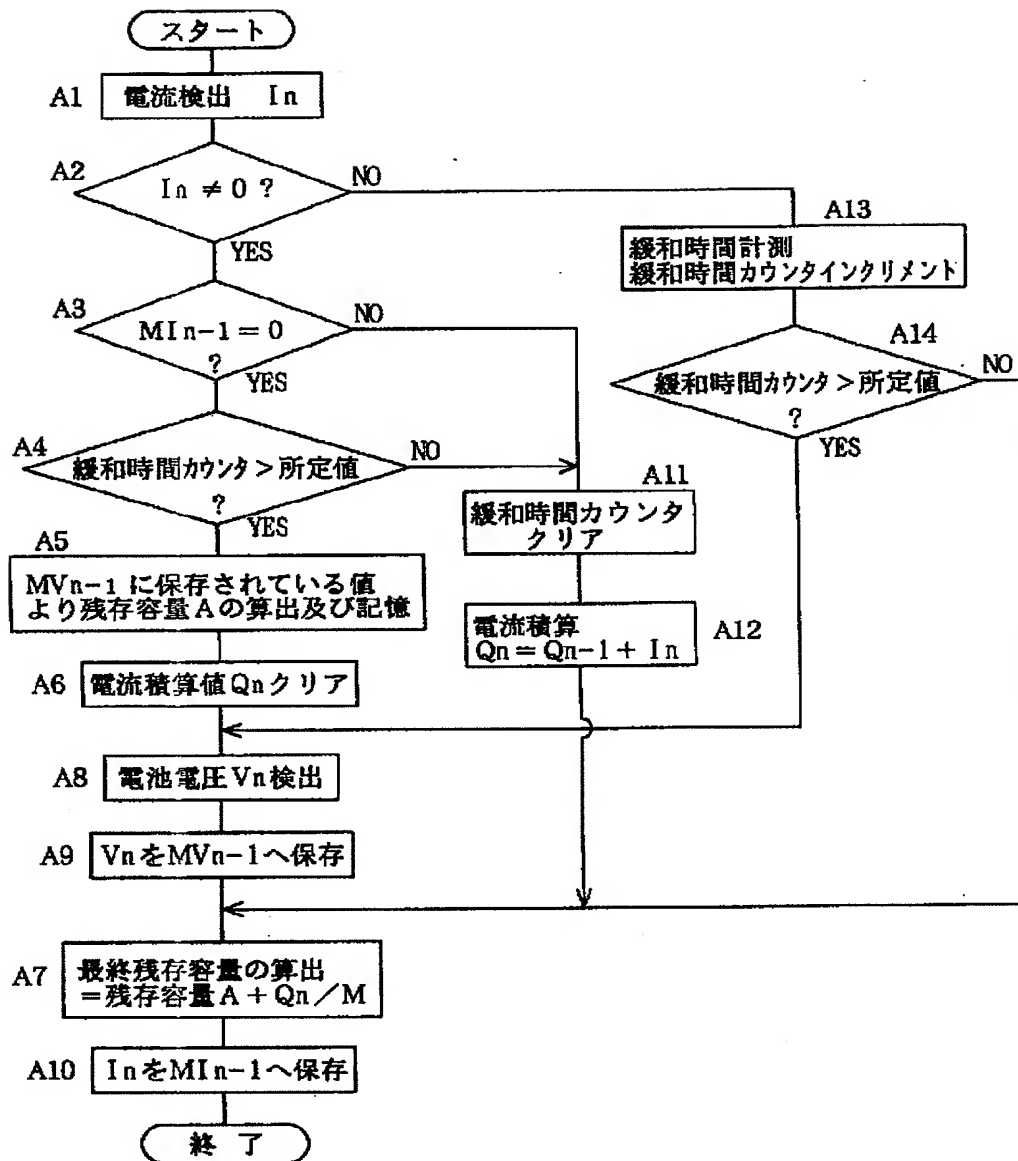 スタート
A1
電流検出 In
A2
In ≠ 0 ?
NO
YES
A13
緩和時間計測
緩和時間カウンタインクリメント
A3
MIn-1 = 0
?
NO
YES
A14
緩和時間カウンタ > 所定値
?
NO
YES
A4
緩和時間カウンタ > 所定値
?
NO
YES
A11
緩和時間カウンタ
クリア
A5
MVn-1 に保存されている値
より残存容量Aの算出及び記憶
電流積算
Qn = Qn-1 + In
A12
A6
電流積算値Qnクリア
A8
電池電圧Vn検出
A9
VnをMVn-1へ保存
A7
最終残存容量の算出
=残存容量A + Qn/M
A10
InをMIn-1へ保存
終了